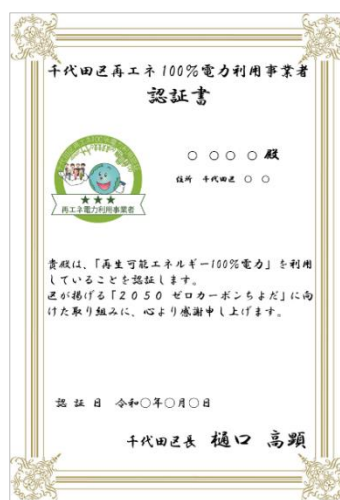 千代田区再エネ100％電力利用事業者
認証書
○ ○ ○ ○ 殿
住所 千代田区 ○ ○
★★★
再エネ電力利用事業者
貴殿は、「再生可能エネルギー100％電力」を利用
していることを認証します。
区が掲げる「2050 ゼロカーボンちよだ」に向
けた取り組みに、心より感謝申し上げます。
認 証 日 令和○年○月○日
千代田区長 樋口 高顕